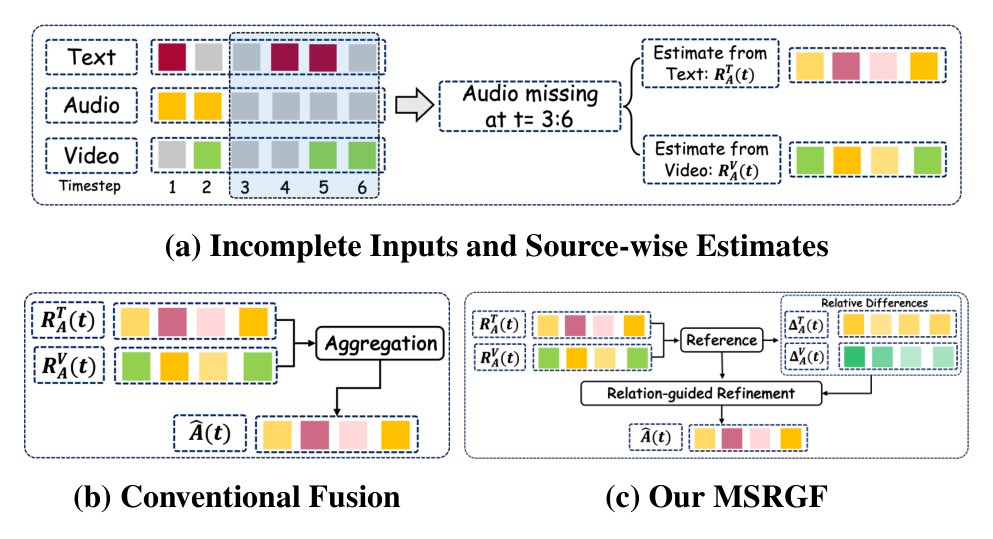 Text
Audio
Video
Timestep
1 2 3 4 5 6
Audio missing
at t= 3:6
Estimate from
Text: R_A^T(t)
Estimate from
Video: R_A^V(t)
(a) Incomplete Inputs and Source-wise Estimates
R_A^T(t)
R_A^V(t)
Aggregation
Â(t)
(b) Conventional Fusion
R_A^T(t)
R_A^V(t)
Reference
Relative Differences
Δ_A^T(t)
Δ_A^V(t)
Relation-guided Refinement
Â(t)
(c) Our MSRGF